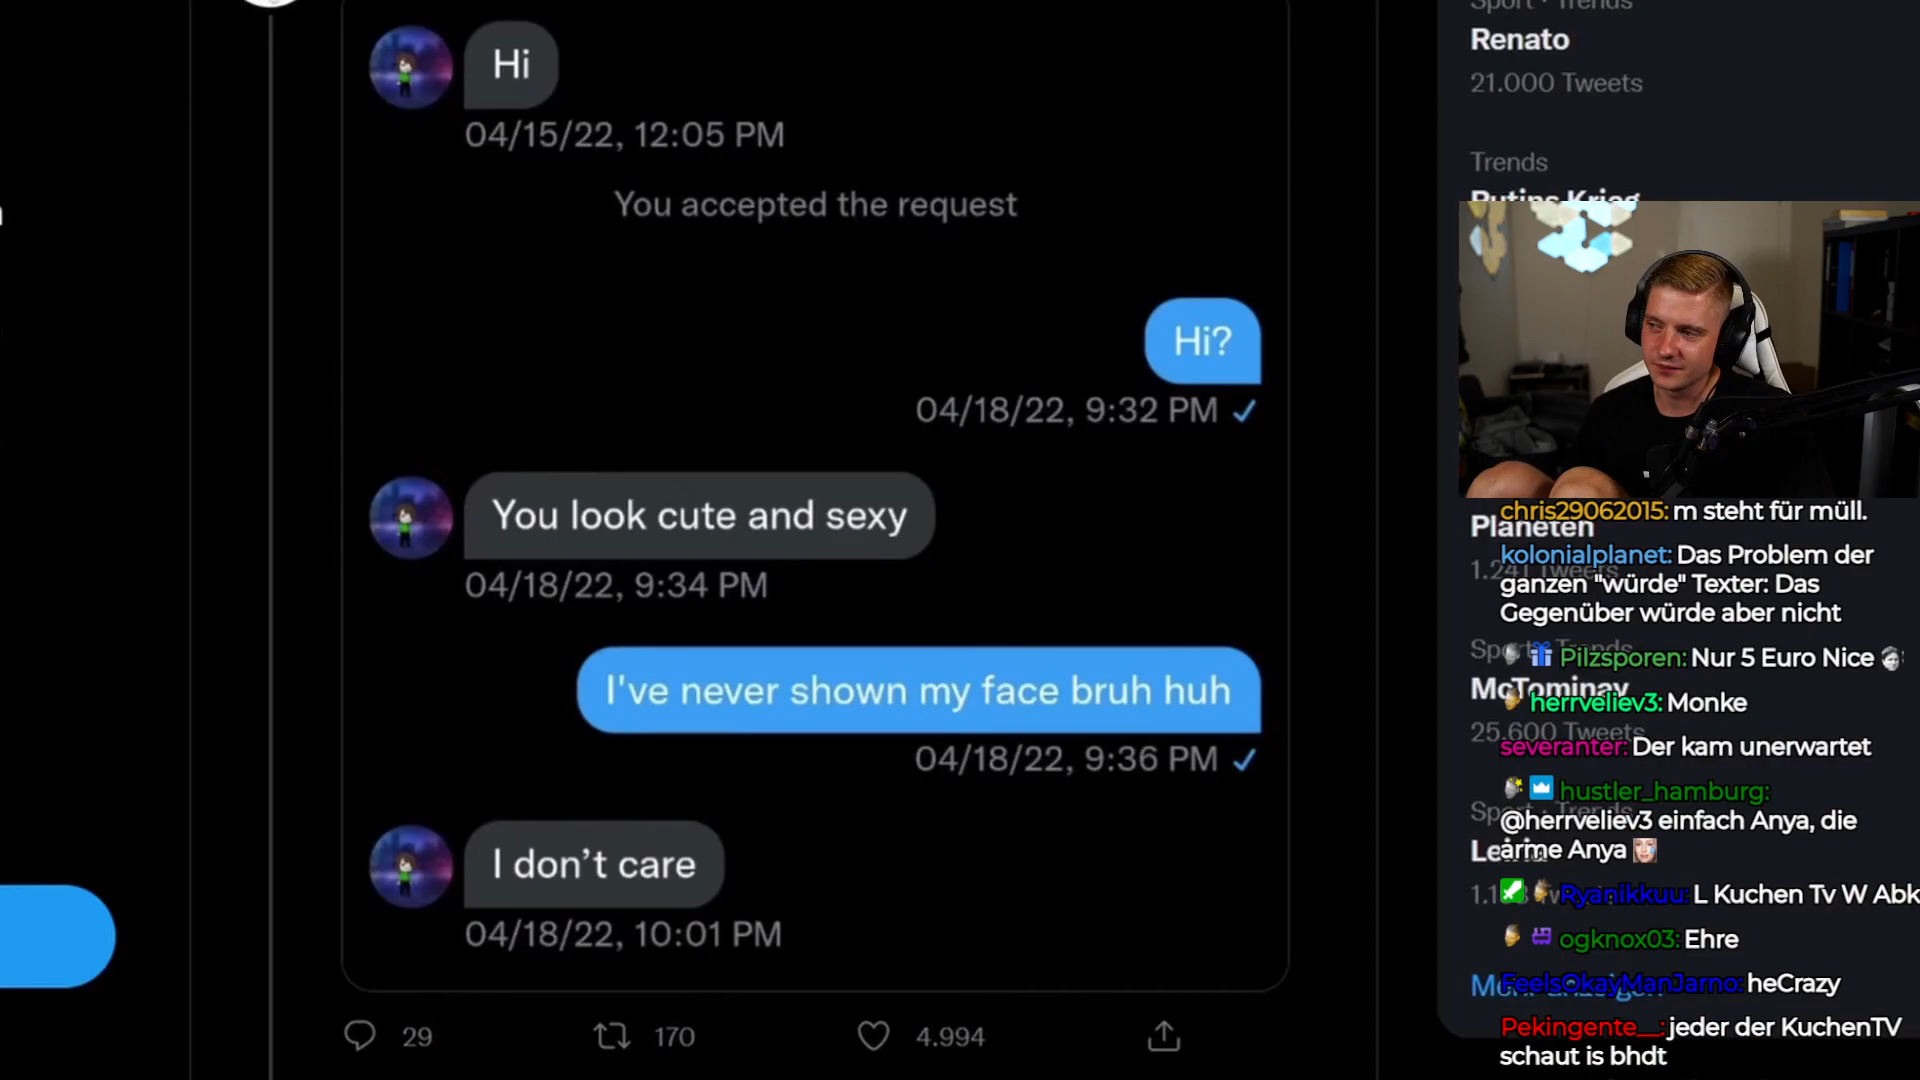 Hi
04/15/22, 12:05 PM
You accepted the request
Hi?
04/18/22, 9:32 PM
You look cute and sexy
04/18/22, 9:34 PM
I've never shown my face bruh huh
04/18/22, 9:36 PM
I don’t care
04/18/22, 10:01 PM
29
170
4.994
Sport · Trends
Renato
21.000 Tweets
Trends
Putins Krieg
chris29062015: m steht für müll.
Planeten
kolonialplanet: Das Problem der
ganzen "würde" Texter: Das
Gegenüber würde aber nicht
Pilzsporen: Nur 5 Euro Nice
McTominay
herrveliev3: Monke
25.600 Tweets
severanter: Der kam unerwartet
hustler_hamburg:
Sport · Trends
@herrveliev3 einfach Anya, die
arme Anya
Ryanikkuu: L Kuchen Tv W Abk
ogknox03: Ehre
FeelsOkayManJarno: heCrazy
Pekingente__: jeder der KuchenTV
schaut is bhdt